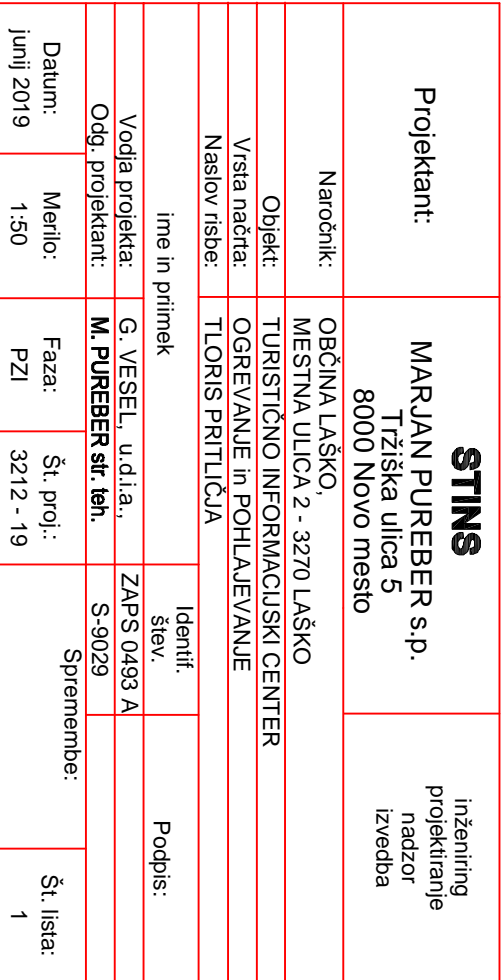 Projektant:
STINS
MARJAN PUREBER s.p.
Tržiška ulica 5
8000 Novo mesto
inženiring
projektiranje
nadzor
izvedba
Naročnik:
OBČINA LAŠKO,
MESTNA ULICA 2 - 3270 LAŠKO
Objekt:
TURISTIČNO INFORMACIJSKI CENTER
Vrsta načrta:
OGREVANJE in POHLAJEVANJE
Naslov risbe:
TLORIS PRITLIČJA
ime in priimek
Identif.
štev.
Podpis:
Vodja projekta:
G. VESEL, u.d.i.a.,
ZAPS 0493 A
Odg. projektant:
M. PUREBER str. teh.
S-9029
Datum:
junij 2019
Merilo:
1:50
Faza:
PZI
Št. proj.:
3212 - 19
Spremembe:
Št. lista:
1